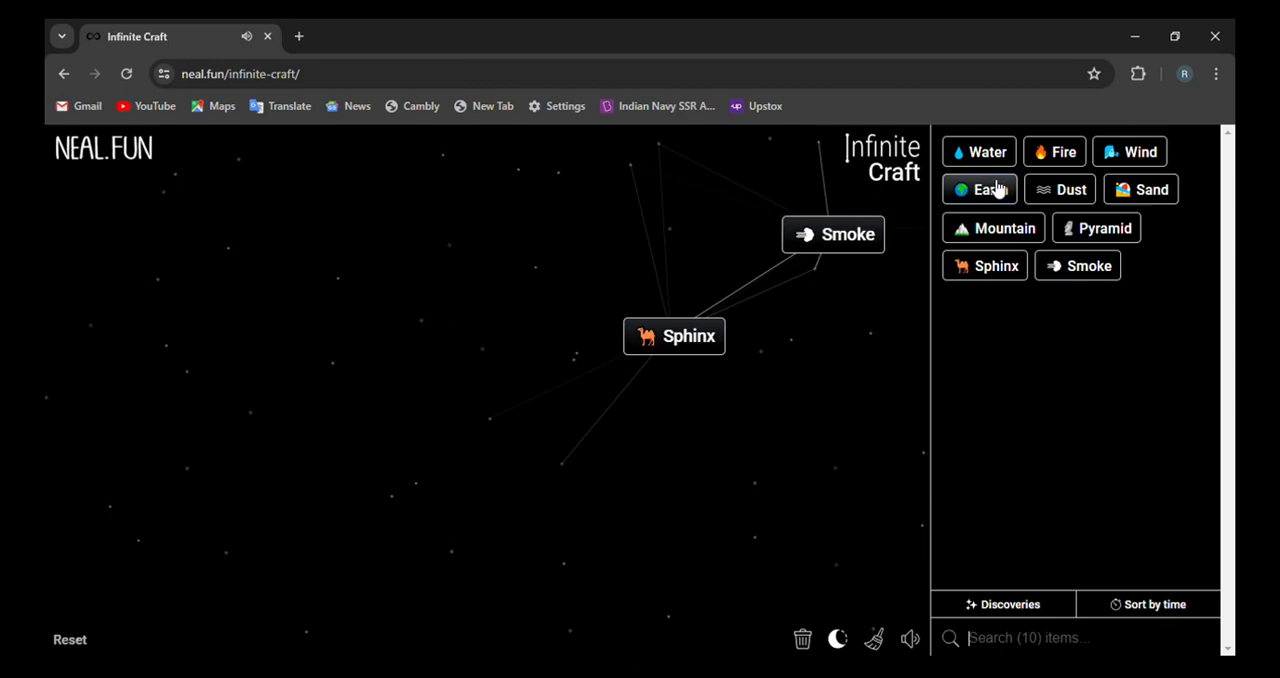 Infinite Craft
neal.fun/infinite-craft/
R
Gmail YouTube Maps Translate News Cambly New Tab Settings Indian Navy SSR A... Upstox
NEAL.FUN
Infinite
Craft
Smoke
Sphinx
Water Fire Wind
Dust Sand
Mountain Pyramid
Sphinx Smoke
Discoveries Sort by time
Search (10) items...
Reset